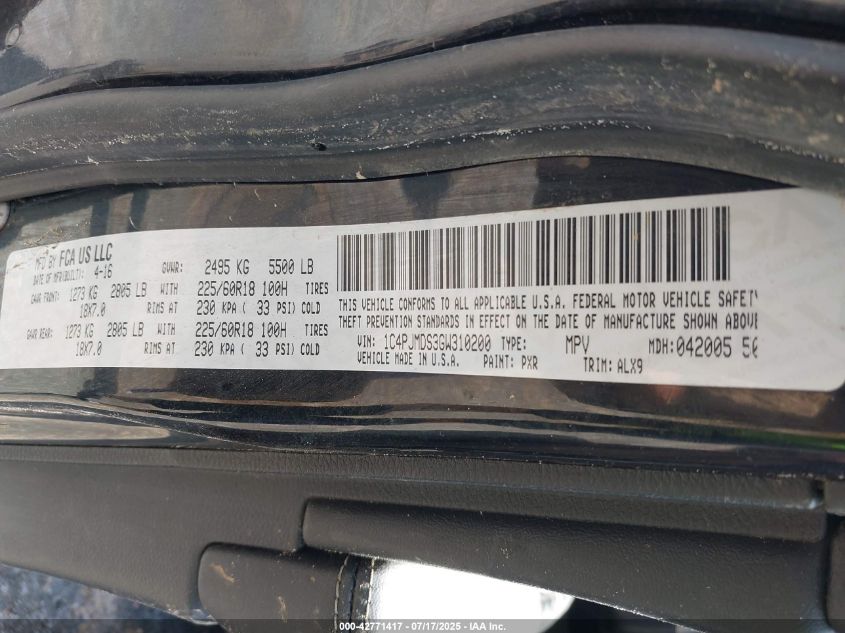 MFD BY FCA US LLC
DATE OF MFR(BUILT): 4-16
GVWR: 2495 KG 5500 LB
GAWR FRONT: 1273 KG 2805 LB WITH 225/60R18 100H TIRES
18X7.0 RIMS AT 230 KPA ( 33 PSI) COLD
GAWR REAR: 1273 KG 2805 LB WITH 225/60R18 100H TIRES
18X7.0 RIMS AT 230 KPA ( 33 PSI) COLD
THIS VEHICLE CONFORMS TO ALL APPLICABLE U.S.A. FEDERAL MOTOR VEHICLE SAFETY
THEFT PREVENTION STANDARDS IN EFFECT ON THE DATE OF MANUFACTURE SHOWN ABOVE
VIN: 1C4PJMDS3GW310200 TYPE: MPV MDH:042005 50
VEHICLE MADE IN U.S.A. PAINT: PXR TRIM: ALX9
000-42771417 - 07/17/2025 - IAA Inc.